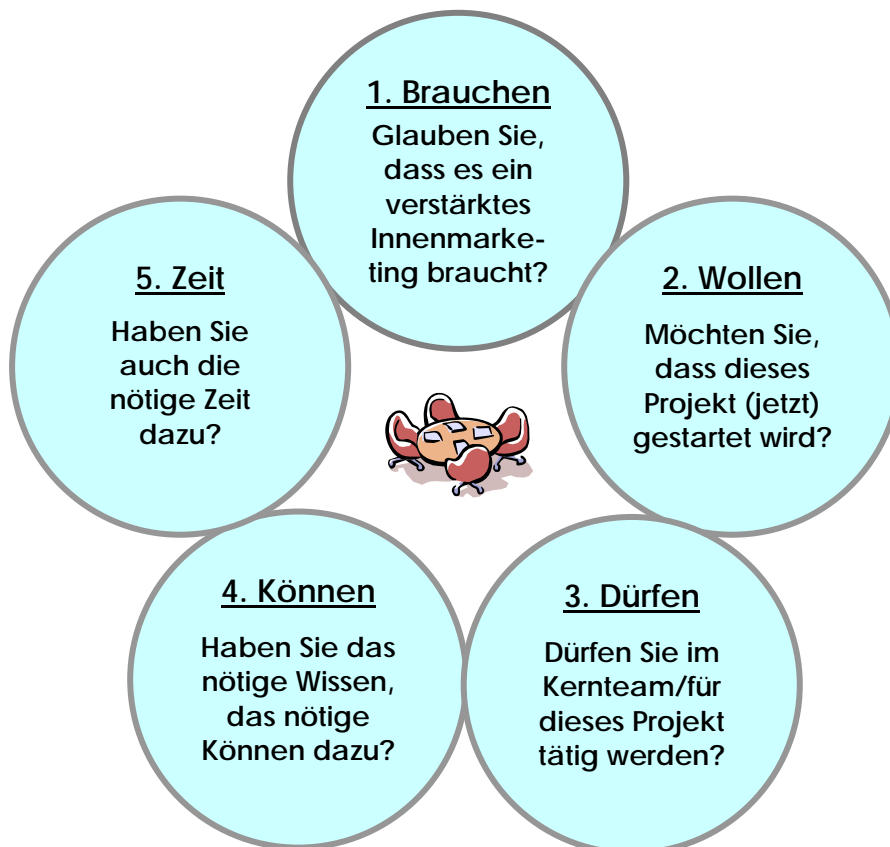 1. Brauchen
Glauben Sie,
dass es ein
verstärktes
Innenmarke-
ting braucht?
2. Wollen
Möchten Sie,
dass dieses
Projekt (jetzt)
gestartet wird?
3. Dürfen
Dürfen Sie im
Kernteam/für
dieses Projekt
tätig werden?
4. Können
Haben Sie das
nötige Wissen,
das nötige
Können dazu?
5. Zeit
Haben Sie
auch die
nötige Zeit
dazu?